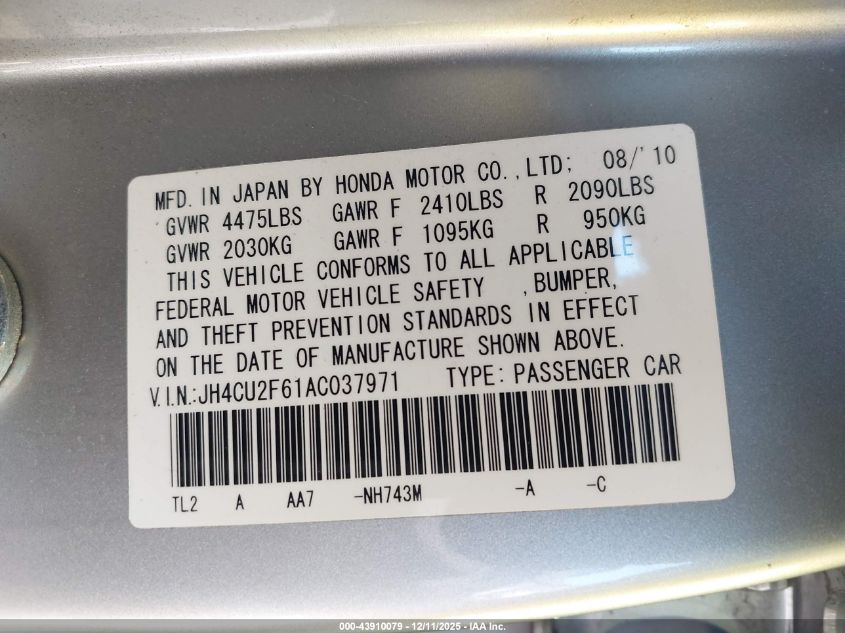 MFD. IN JAPAN BY HONDA MOTOR CO., LTD; 08/'10
GVWR 4475LBS GAWR F 2410LBS R 2090LBS
GVWR 2030KG GAWR F 1095KG R 950KG
THIS VEHICLE CONFORMS TO ALL APPLICABLE
FEDERAL MOTOR VEHICLE SAFETY , BUMPER,
AND THEFT PREVENTION STANDARDS IN EFFECT
ON THE DATE OF MANUFACTURE SHOWN ABOVE.
V.I.N.:JH4CU2F61AC037971 TYPE: PASSENGER CAR
TL2 A AA7 -NH743M -A -C
000-43910079 - 12/11/2025 - IAA Inc.